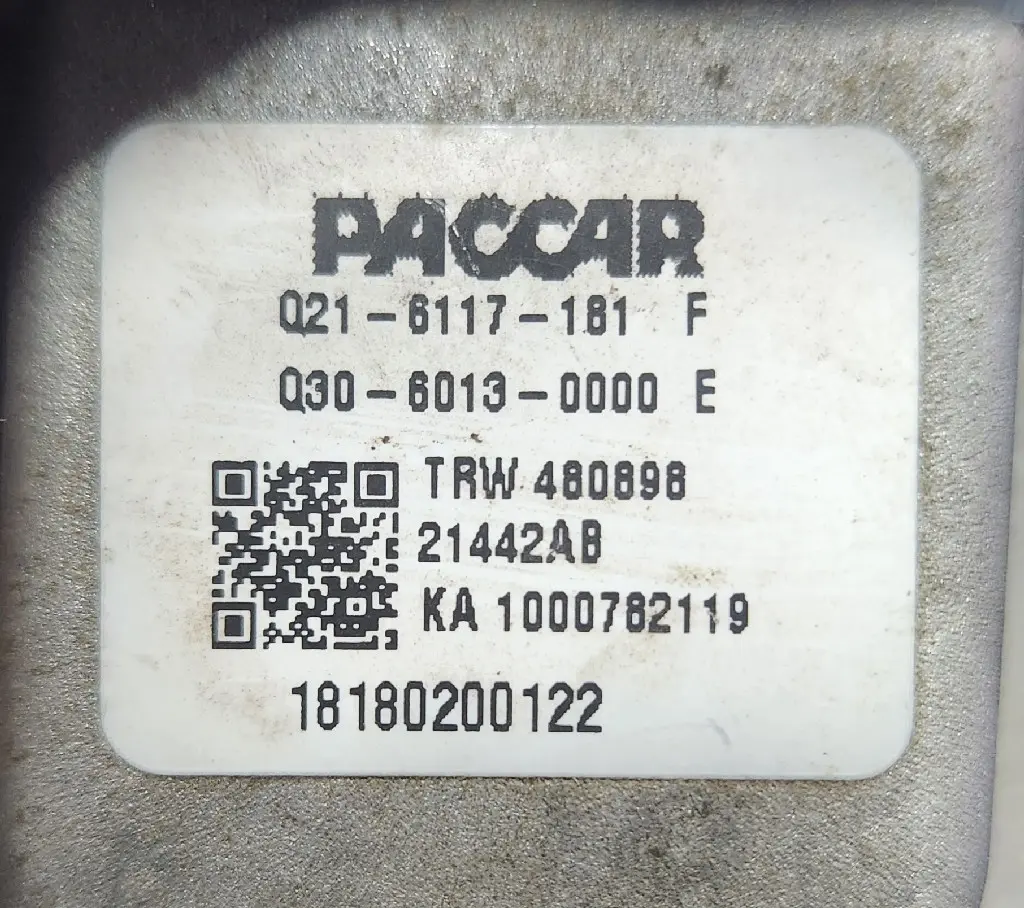 PACCAR
Q21-6117-181 F
Q30-6013-0000 E
TRW 480898
21442AB
KA 1000782119
18180200122